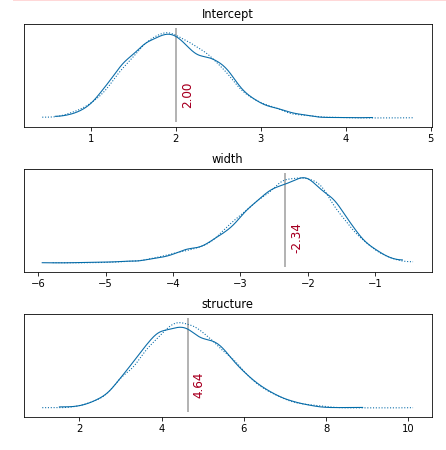 Intercept
2.00
1 2 3 4 5
width
-2.34
−6 −5 −4 −3 −2 −1
structure
4.64
2 4 6 8 10